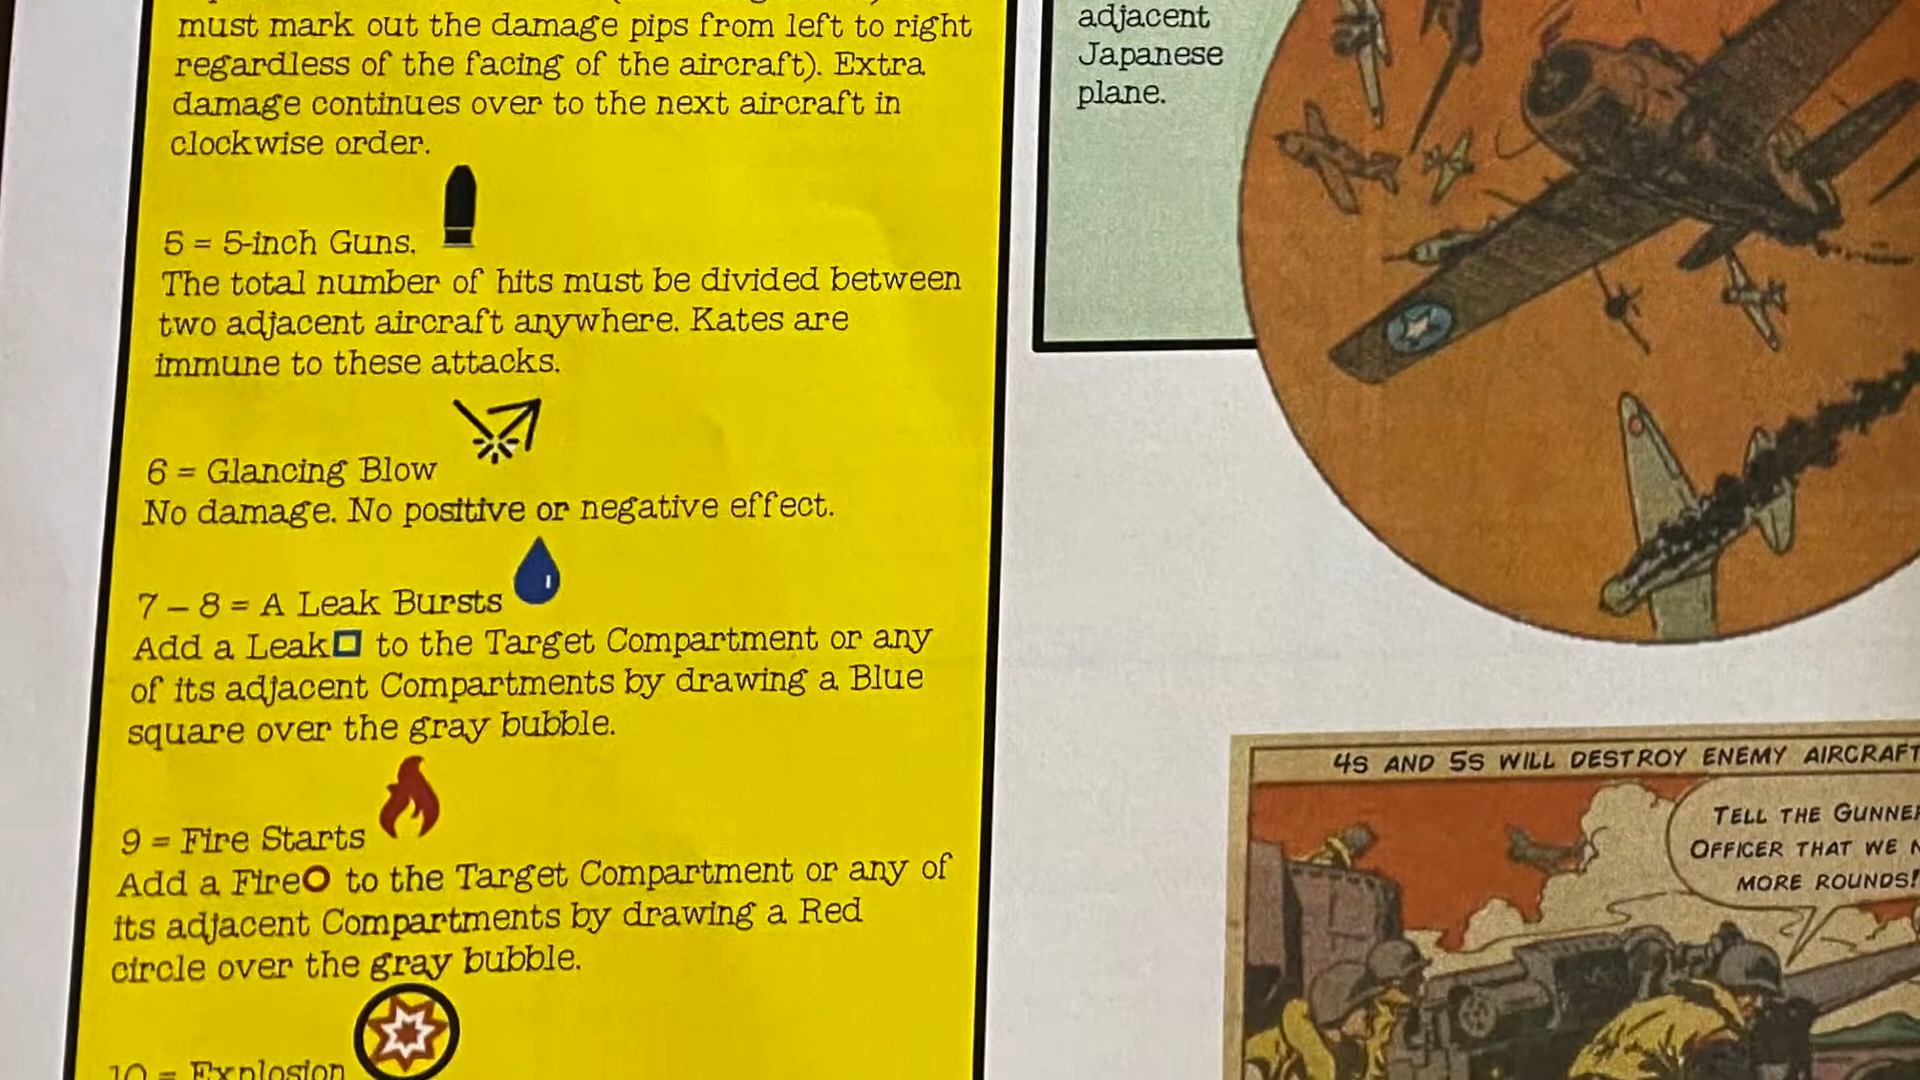 must mark out the damage pips from left to right
regardless of the facing of the aircraft). Extra
damage continues over to the next aircraft in
clockwise order.
5 = 5-inch Guns.
The total number of hits must be divided between
two adjacent aircraft anywhere. Kates are
immune to these attacks.
6 = Glancing Blow
No damage. No positive or negative effect.
7 – 8 = A Leak Bursts
Add a Leak to the Target Compartment or any
of its adjacent Compartments by drawing a Blue
square over the gray bubble.
9 = Fire Starts
Add a Fire to the Target Compartment or any of
its adjacent Compartments by drawing a Red
circle over the gray bubble.
10 = Explosion
adjacent
Japanese
plane.
4S AND 5S WILL DESTROY ENEMY AIRCRAFT
TELL THE GUNNER
OFFICER THAT WE
MORE ROUNDS!